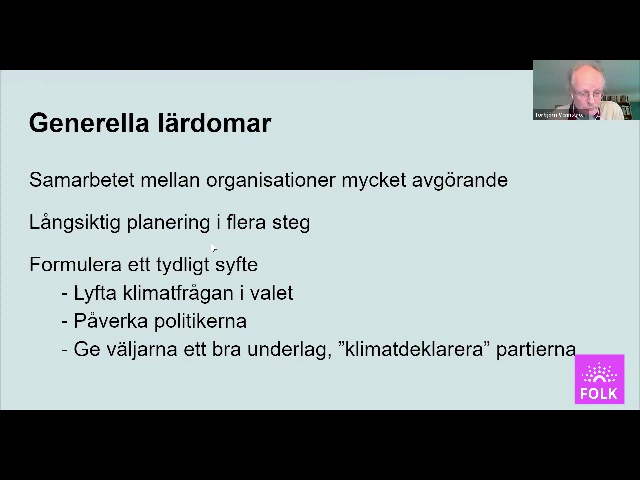 Generella lärdomar
Samarbetet mellan organisationer mycket avgörande
Långsiktig planering i flera steg
Formulera ett tydligt syfte
- Lyfta klimatfrågan i valet
- Påverka politikerna
- Ge väljarna ett bra underlag, ”klimatdeklarera” partierna
FOLK